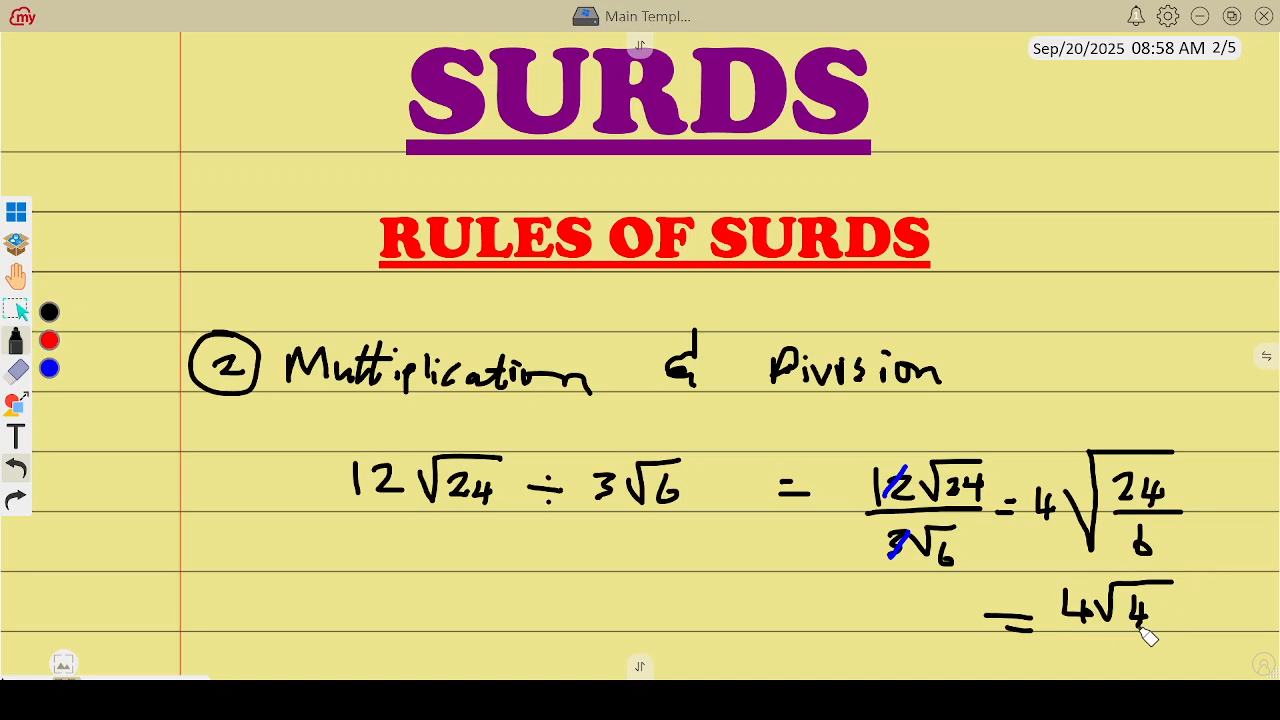 my
Main Templ...
Sep/20/2025 08:58 AM 2/5
SURDS
RULES OF SURDS
② Multiplication & Division
12√24 ÷ 3√6 = 12√24/3√6 = 4√24/6
= 4√4
T